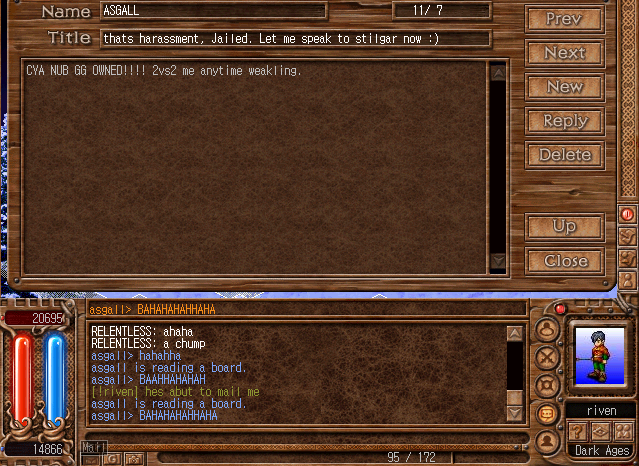 Name ASGALL 11/ 7
Title thats harassment, Jailed. Let me speak to stilgar now :)
CYA NUB GG OWNED!!!! 2vs2 me anytime weakling.
Prev
Next
New
Reply
Delete
Up
Close
asgall> BAHAHAHAHHAHA
RELENTLESS: ahaha
RELENTLESS: a chump
asgall> hahahha
asgall is reading a board.
asgall> BAAHHAHAHAH
[!riven] hes abut to mail me
asgall is reading a board.
asgall> BAHAHAHAHHAHA
20695
14866
Mail
G
95 / 172
riven
?
Dark Ages